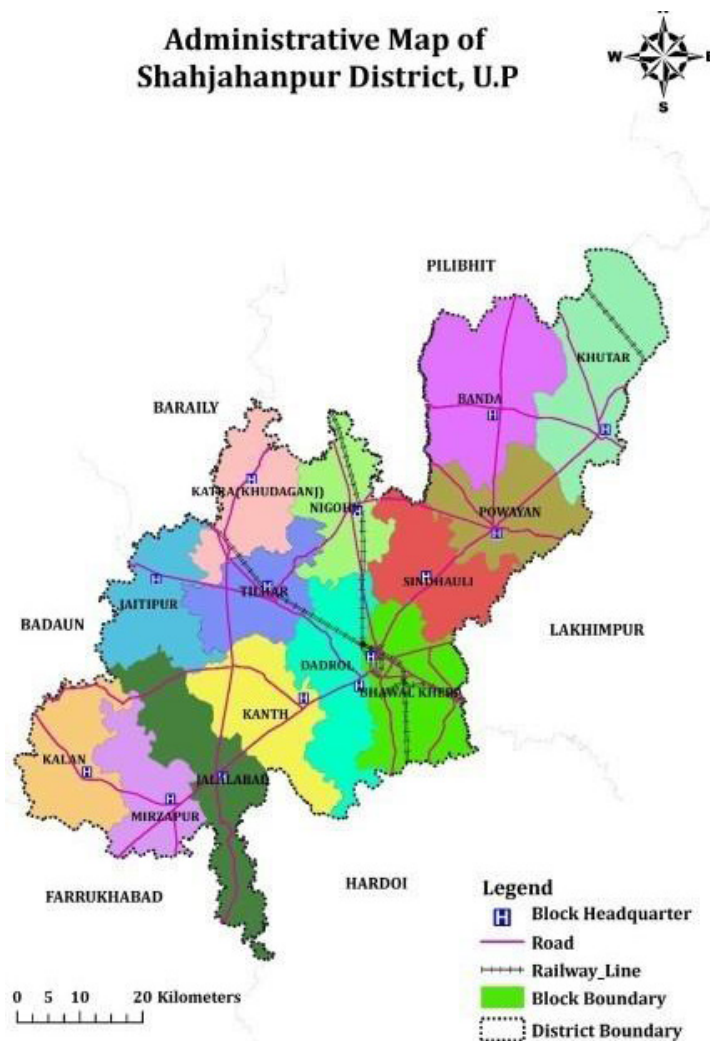 Administrative Map of
Shahjahanpur District, U.P
W
S
PILIBHIT
KHUTAR
BANDA
H
BARAILY
H
H
KATRA(KHUDAGANJ)
NIGOHI
H
POWAYAN
H
H
SINDHAULI
H
JAITIPUR
H
TILHAR
BADAUN
LAKHIMPUR
H
DADROL
H
BHAWAL KHERA
H
KANTH
KALAN
H
H
JALALABAD
H
MIRZAPUR
FARRUKHABAD
HARDOI
Legend
H Block Headquarter
Road
Railway_Line
Block Boundary
District Boundary
0 5 10 20 Kilometers